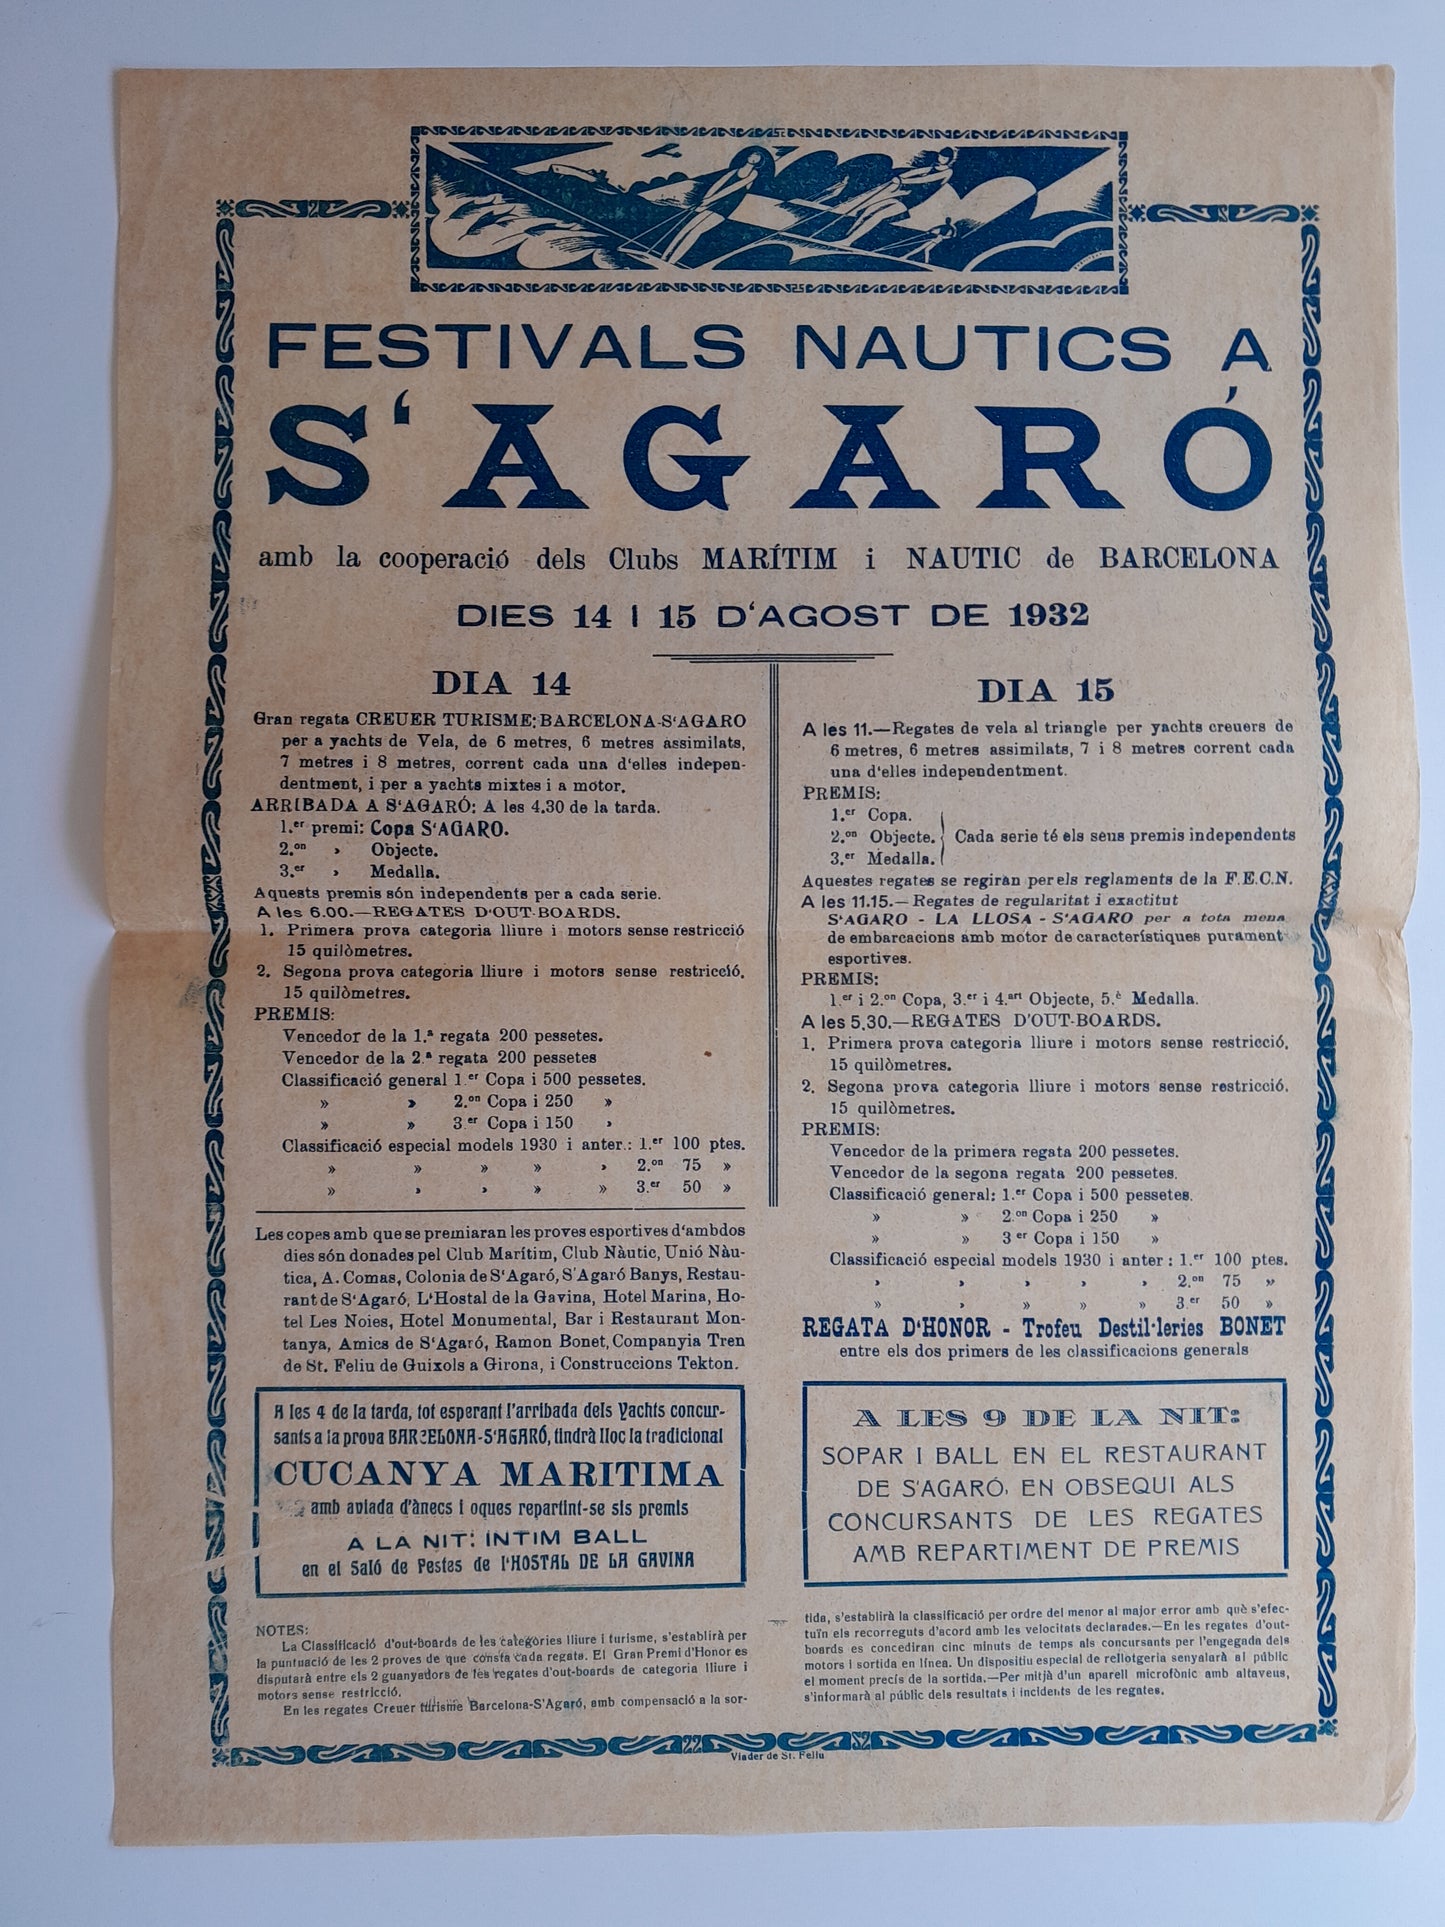 FESTIVALS NAUTICS A
S'AGARÓ
amb la cooperació dels Clubs MARÍTIM i NAUTIC de BARCELONA
DIES 14 I 15 D'AGOST DE 1932
DIA 14
Gran regata CREUER TURISME: BARCELONA-S'AGARO
per a yachts de Vela, de 6 metres, 6 metres assimilats,
7 metres i 8 metres, corrent cada una d'elles indepen-
dentment, i per a yachts mixtes i a motor.
ARRIBADA A S'AGARÓ: A les 4.30 de la tarda.
1.er premi: Copa S'AGARO.
2.on » Objecte.
3.er » Medalla.
Aquests premis són independents per a cada serie.
A les 6.00.—REGATES D'OUT-BOARDS.
1. Primera prova categoria lliure i motors sense restricció
15 quilòmetres.
2. Segona prova categoria lliure i motors sense restricció.
15 quilòmetres.
PREMIS:
Vencedor de la 1.ª regata 200 pessetes.
Vencedor de la 2.ª regata 200 pessetes
Classificació general 1.er Copa i 500 pessetes.
» » 2.on Copa i 250 »
» » 3.er Copa i 150 »
Classificació especial models 1930 i anter.: 1.er 100 ptes.
» » » » » 2.on 75 »
» » » » » 3.er 50 »
Les copes amb que se premiaran les proves esportives d'ambdos
dies són donades pel Club Marítim, Club Nàutic, Unió Nàu-
tica, A. Comas, Colonia de S'Agaró, S'Agaró Banys, Restau-
rant de S'Agaró, L'Hostal de la Gavina, Hotel Marina, Ho-
tel Les Noies, Hotel Monumental, Bar i Restaurant Mon-
tanya, Amics de S'Agaró, Ramon Bonet, Companyia Tren
de St. Feliu de Guixols a Girona, i Construccions Tekton.
A les 4 de la tarda, tot esperant l'arribada dels Yachts concur-
sants a la prova BARCELONA-S'AGARÓ, tindrà lloc la tradicional
CUCANYA MARITIMA
amb aviada d'ànecs i oques repartint-se sis premis
A LA NIT: INTIM BALL
en el Saló de Festes de l'HOSTAL DE LA GAVINA
NOTES:
La Classificació d'out-boards de les categories lliure i turisme, s'establirà per
la puntuació de les 2 proves de què consta cada regata. El Gran Premi d'Honor es
disputarà entre els 2 guanyadors de les regates d'out-boards de categoria lliure i
motors sense restricció.
En les regates Creuer turisme Barcelona-S'Agaró, amb compensació a la sor-
DIA 15
A les 11.—Regates de vela al triangle per yachts creuers de
6 metres, 6 metres assimilats, 7 i 8 metres corrent cada
una d'elles independentment.
PREMIS:
1.er Copa.
2.on Objecte. Cada serie té els seus premis independents
3.er Medalla.
Aquestes regates se regiràn per els reglaments de la F.E.C.N.
A les 11.15.— Regates de regularitat i exactitut
S'AGARO - LA LLOSA - S'AGARO per a tota mena
de embarcacions amb motor de característiques purament
esportives.
PREMIS:
1.er i 2.on Copa, 3.er i 4.art Objecte, 5.è Medalla.
A les 5,30.—REGATES D'OUT-BOARDS.
1. Primera prova categoria lliure i motors sense restricció.
15 quilòmetres.
2. Segona prova categoria lliure i motors sense restricció.
15 quilòmetres.
PREMIS:
Vencedor de la primera regata 200 pessetes.
Vencedor de la segona regata 200 pessetes.
Classificació general: 1.er Copa i 500 pessetes.
» » 2.on Copa i 250 »
» » 3 er Copa i 150 »
Classificació especial models 1930 i anter : 1.er 100 ptes.
» » » » » 2.on 75 »
» » » » » 3.er 50 »
REGATA D'HONOR - Trofeu Destil·leries BONET
entre els dos primers de les classificacions generals
A LES 9 DE LA NIT:
SOPAR I BALL EN EL RESTAURANT
DE S'AGARÓ, EN OBSEQUI ALS
CONCURSANTS DE LES REGATES
AMB REPARTIMENT DE PREMIS
tida, s'establirà la classificació per ordre del menor al major error amb què s'efec-
tuïn els recorreguts d'acord amb les velocitats declarades.—En les regates d'out-
boards es concediran cinc minuts de temps als concursants per l'engegada dels
motors i sortida en línea. Un dispositiu especial de rellotgeria senyalarà al públic
el moment precís de la sortida.—Per mitjà d'un aparell microfònic amb altaveus,
s'informarà al públic dels resultats i incidents de les regates.
Viader de St. Feliu